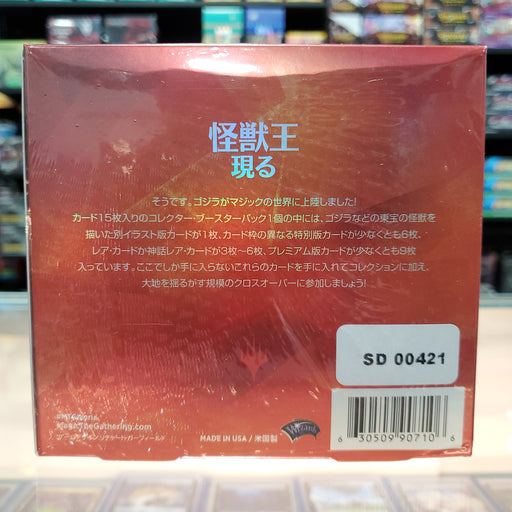 怪獣王
現る
そうです。ゴジラがマジックの世界に上陸しました!
カード15枚入りのコレクター・ブースターパック1個の中には、ゴジラなどの東宝の怪獣を
描いた別イラスト版カードが1枚、カード枠の異なる特別版カードが少なくとも6枚、
レア・カードか神話レア・カードが3枚〜6枚、プレミアム版カードが少なくとも9枚
入っています。ここでしか手に入らないこれらのカードを手に入れてコレクションに加え、
大地を揺るがす規模のクロスオーバーに参加しましょう!
SD 00421
#MTGIkoria
MagicTheGathering.com
MADE IN USA / 米国製
Wizards
6 30509 90710 6